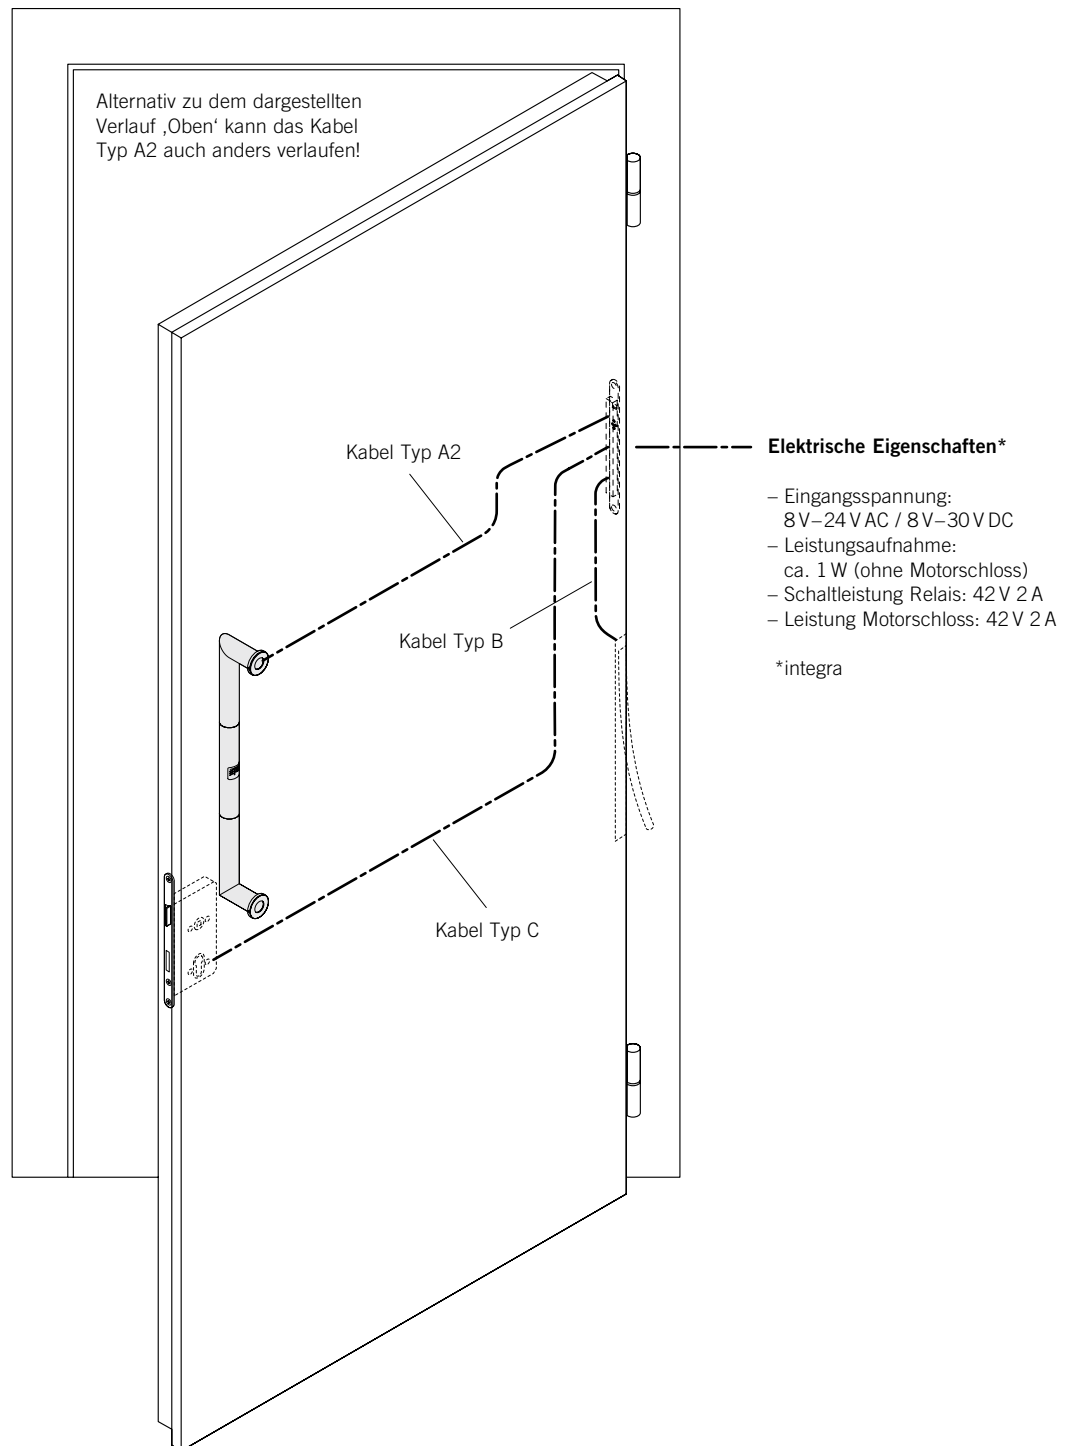 Alternativ zu dem dargestellten
Verlauf ‚Oben‘ kann das Kabel
Typ A2 auch anders verlaufen!
Kabel Typ A2
Elektrische Eigenschaften*
– Eingangsspannung:
8 V – 24 V AC / 8 V – 30 V DC
– Leistungsaufnahme:
ca. 1 W (ohne Motorschloss)
– Schaltleistung Relais: 42 V 2 A
– Leistung Motorschloss: 42 V 2 A
*integra
Kabel Typ B
Kabel Typ C